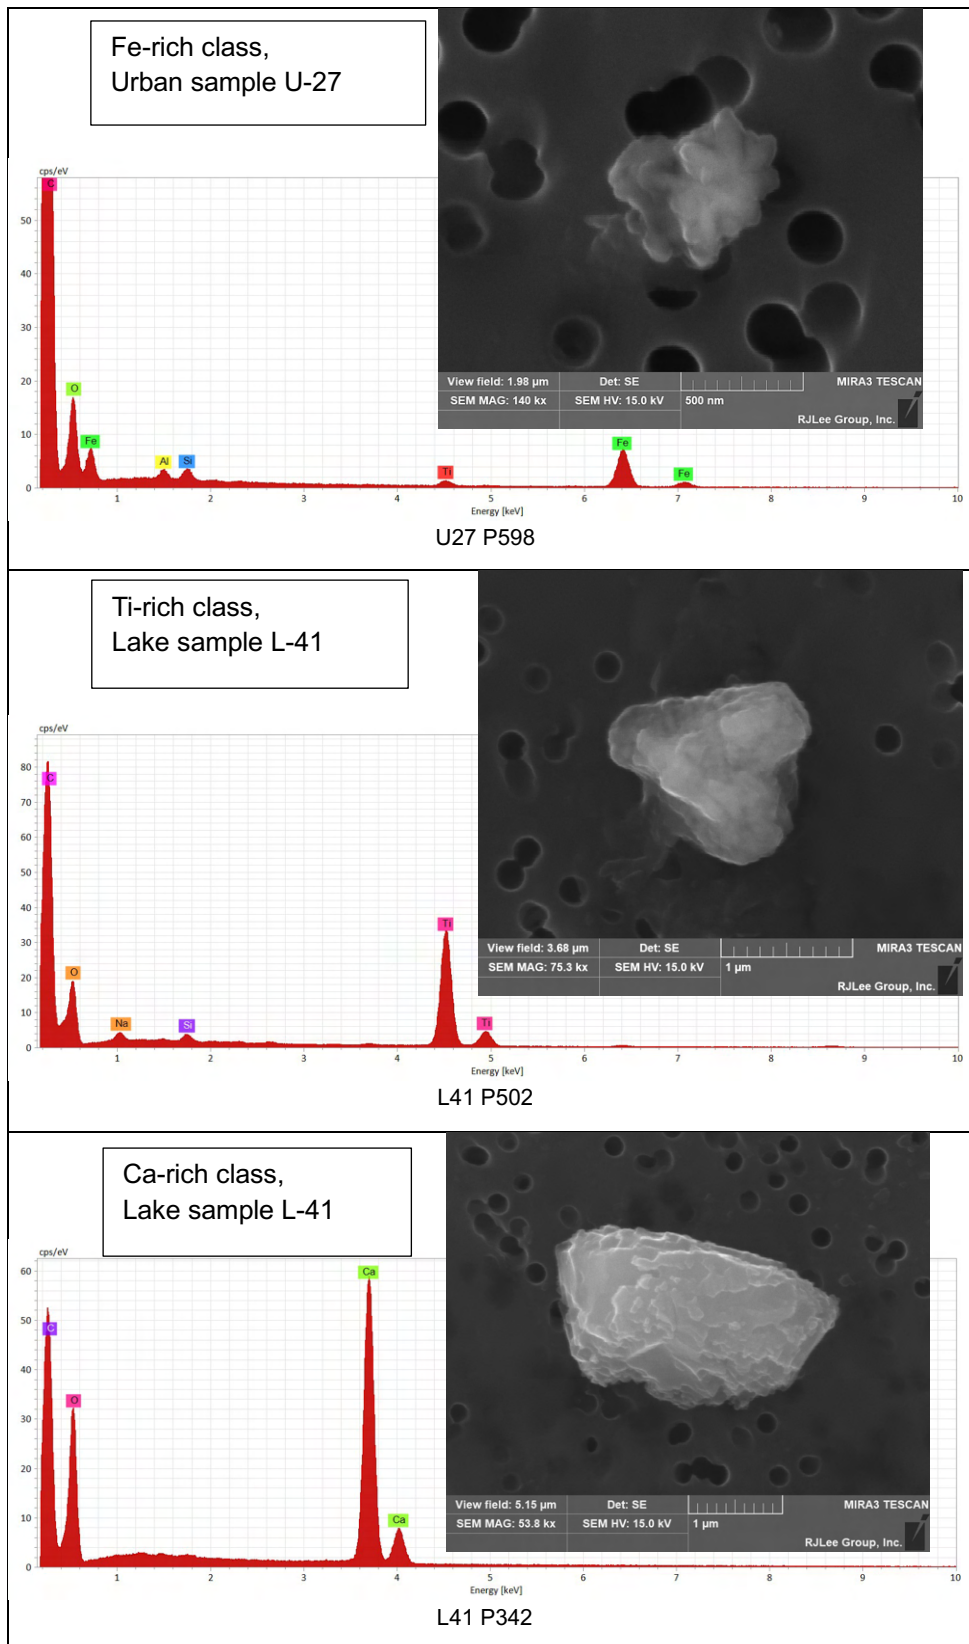 Fe-rich class,
Urban sample U-27
cps/eV
C
50
40
30
20
10
0
O
Fe
Al
Si
Ti
Fe
Fe
1 2 3 4 5 6 7 8 9 10
Energy [keV]
View field: 1.98 µm Det: SE MIRA3 TESCAN
SEM MAG: 140 kx SEM HV: 15.0 kV 500 nm
RJLee Group, Inc.
U27 P598
Ti-rich class,
Lake sample L-41
cps/eV
80
70
60
50
40
30
20
10
0
C
O
Na
Si
Ti
Ti
1 2 3 4 5 6 7 8 9 10
Energy [keV]
View field: 3.68 µm Det: SE MIRA3 TESCAN
SEM MAG: 75.3 kx SEM HV: 15.0 kV 1 µm
RJLee Group, Inc.
L41 P502
Ca-rich class,
Lake sample L-41
cps/eV
60
50
40
30
20
10
0
C
O
Ca
Ca
1 2 3 4 5 6 7 8 9 10
Energy [keV]
View field: 5.15 µm Det: SE MIRA3 TESCAN
SEM MAG: 53.8 kx SEM HV: 15.0 kV 1 µm
RJLee Group, Inc.
L41 P342